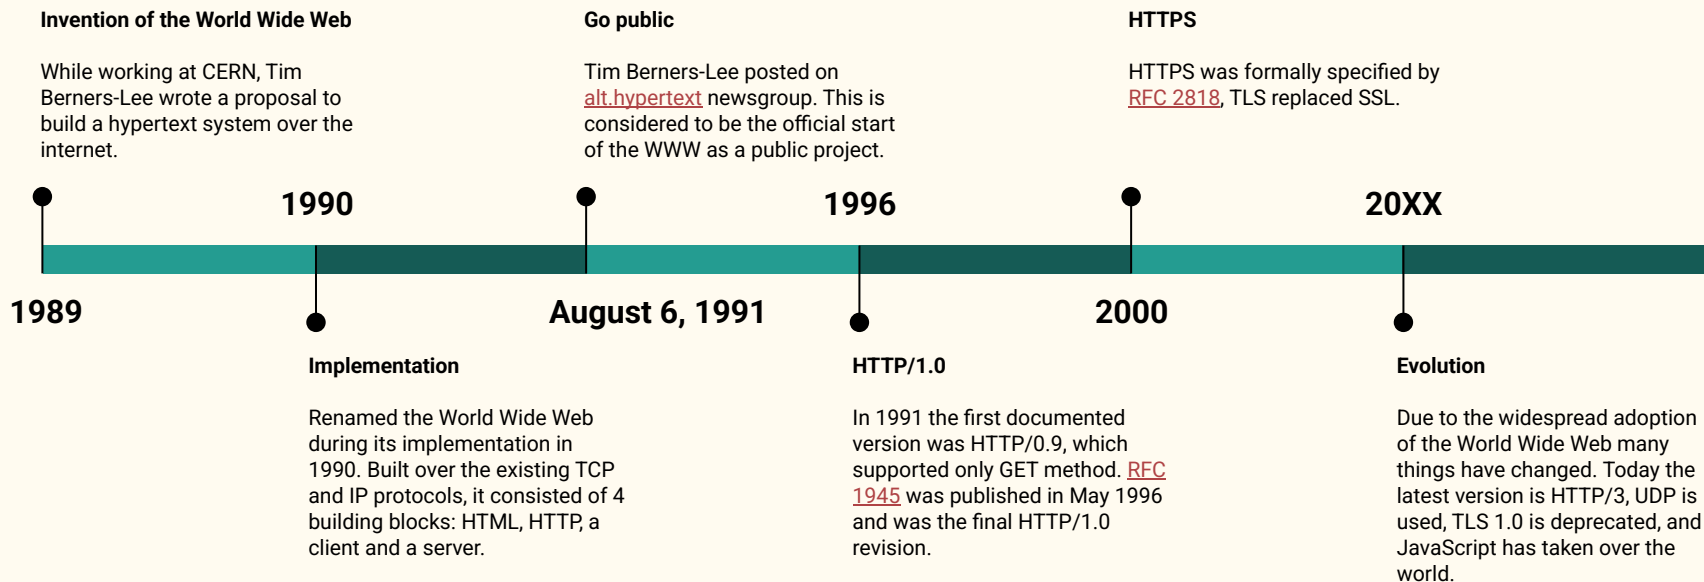 Invention of the World Wide Web
While working at CERN, Tim
Berners-Lee wrote a proposal to
build a hypertext system over the
internet.
1989
1990
Implementation
Renamed the World Wide Web
during its implementation in
1990. Built over the existing TCP
and IP protocols, it consisted of 4
building blocks: HTML, HTTP, a
client and a server.
Go public
Tim Berners-Lee posted on
alt.hypertext newsgroup. This is
considered to be the official start
of the WWW as a public project.
August 6, 1991
1996
HTTP/1.0
In 1991 the first documented
version was HTTP/0.9, which
supported only GET method. RFC
1945 was published in May 1996
and was the final HTTP/1.0
revision.
HTTPS
HTTPS was formally specified by
RFC 2818, TLS replaced SSL.
2000
20XX
Evolution
Due to the widespread adoption
of the World Wide Web many
things have changed. Today the
latest version is HTTP/3, UDP is
used, TLS 1.0 is deprecated, and
JavaScript has taken over the
world.